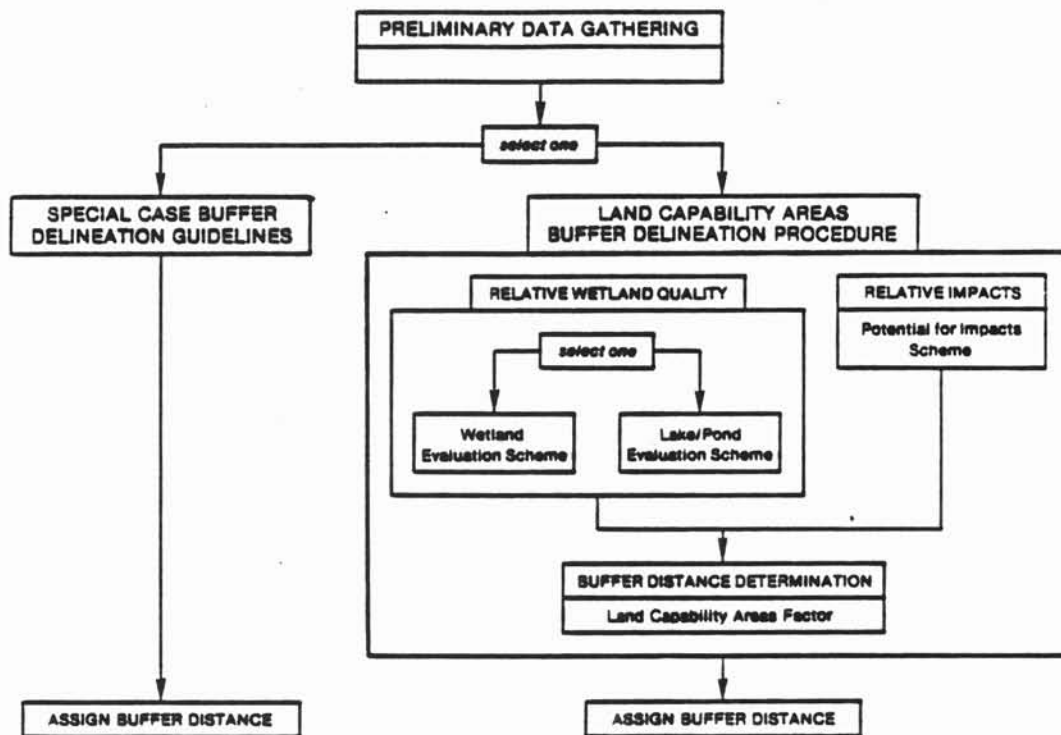 PRELIMINARY DATA GATHERING
select one
SPECIAL CASE BUFFER
DELINEATION GUIDELINES
LAND CAPABILITY AREAS
BUFFER DELINEATION PROCEDURE
RELATIVE WETLAND QUALITY
select one
Wetland
Evaluation Scheme
Lake/Pond
Evaluation Scheme
RELATIVE IMPACTS
Potential for Impacts
Scheme
BUFFER DISTANCE DETERMINATION
Land Capability Areas Factor
ASSIGN BUFFER DISTANCE
ASSIGN BUFFER DISTANCE